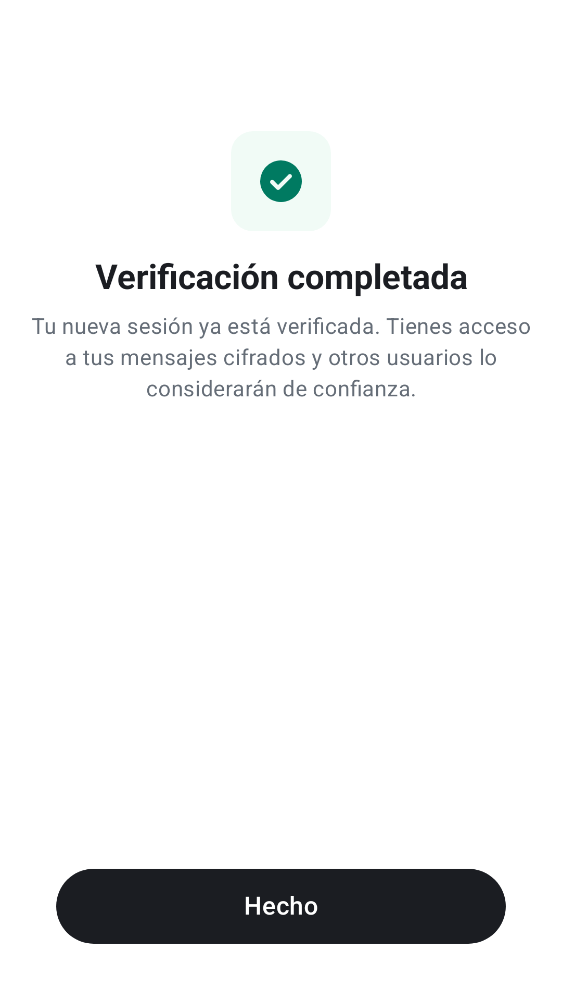 Verificación completada
Tu nueva sesión ya está verificada. Tienes acceso
a tus mensajes cifrados y otros usuarios lo
considerarán de confianza.
Hecho